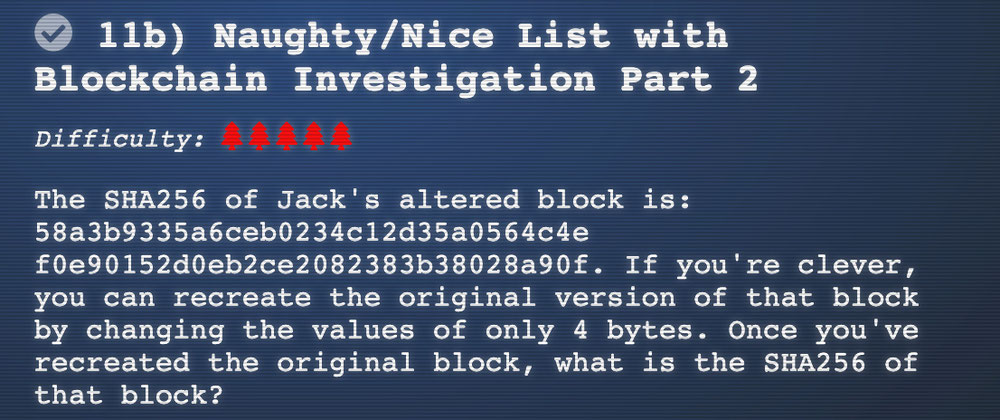 11b) Naughty/Nice List with
Blockchain Investigation Part 2
Difficulty:
The SHA256 of Jack's altered block is:
58a3b9335a6ceb0234c12d35a0564c4e
f0e90152d0eb2ce2082383b38028a90f. If you're clever,
you can recreate the original version of that block
by changing the values of only 4 bytes. Once you've
recreated the original block, what is the SHA256 of
that block?